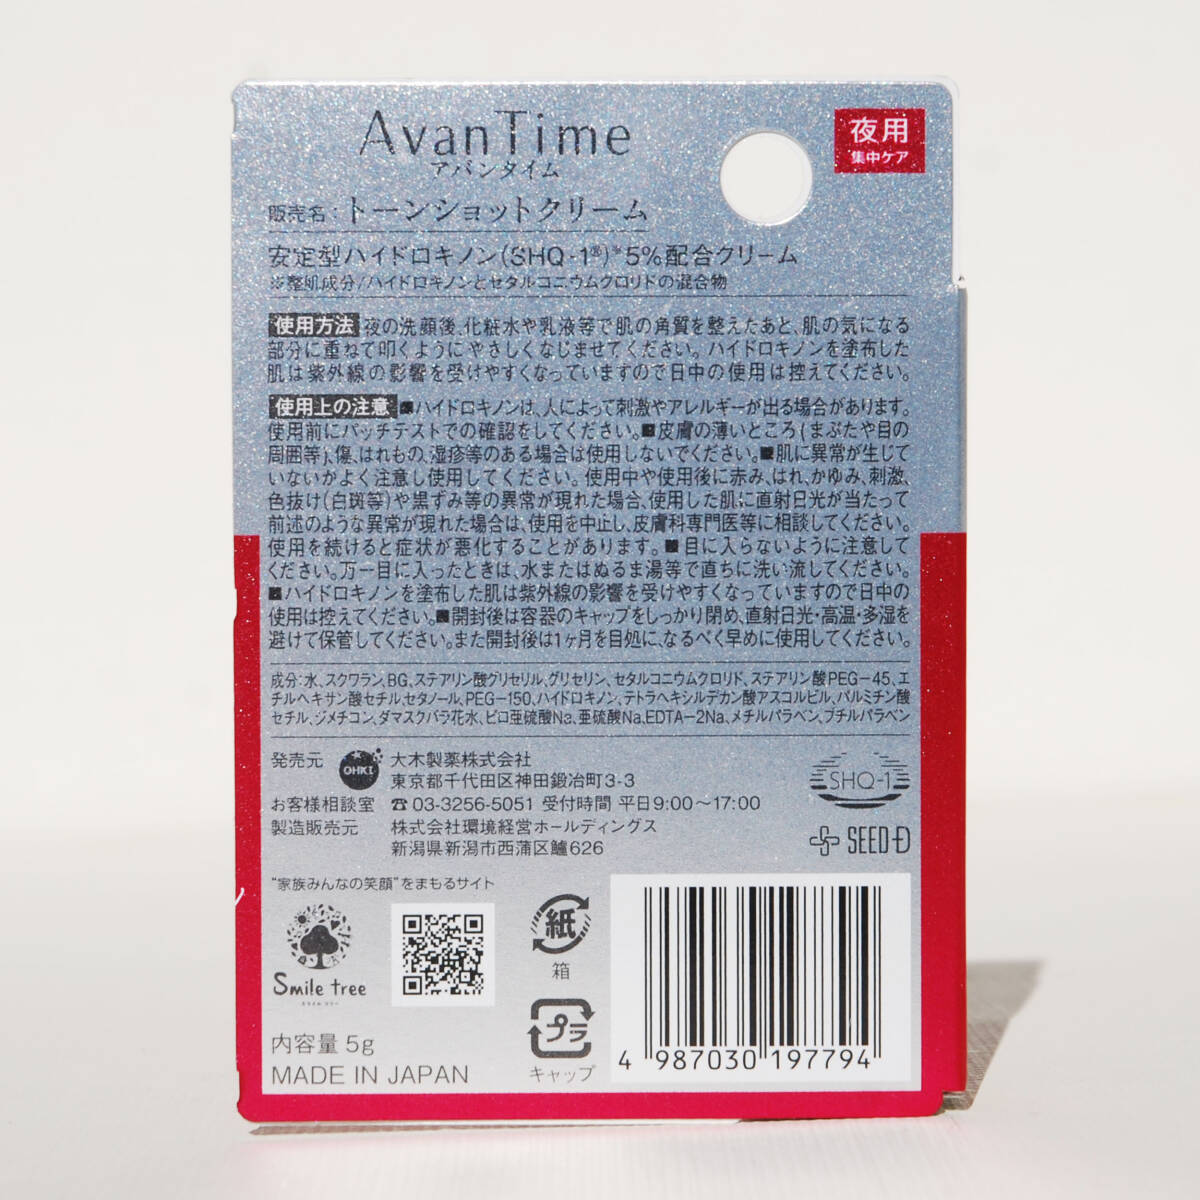 AvanTime
アバンタイム
夜用
集中ケア
販売名：トーンショットクリーム
安定型ハイドロキノン(SHQ-1®)※5%配合クリーム
※整肌成分/ハイドロキノンとセタルコニウムクロリドの混合物
使用方法 夜の洗顔後、化粧水や乳液等で肌の角質を整えたあと、肌の気になる
部分に重ねて叩くようにやさしくなじませてください。ハイドロキノンを塗布した
肌は紫外線の影響を受けやすくなっていますので日中の使用は控えてください。
使用上の注意 ■ハイドロキノンは、人によって刺激やアレルギーが出る場合があります。
使用前にパッチテストでの確認をしてください。■皮膚の薄いところ(まぶたや目の
周囲等)、傷、はれもの、湿疹等のある場合は使用しないでください。■肌に異常が生じて
いないかよく注意し使用してください。使用中や使用後に赤み、はれ、かゆみ、刺激、
色抜け(白斑等)や黒ずみ等の異常が現れた場合、使用した肌に直射日光が当たって
前述のような異常が現れた場合は、使用を中止し、皮膚科専門医等に相談してください。
使用を続けると症状が悪化することがあります。■目に入らないように注意して
ください。万一目に入ったときは、水またはぬるま湯等で直ちに洗い流してください。
■ハイドロキノンを塗布した肌は紫外線の影響を受けやすくなっていますので日中の
使用は控えてください。■開封後は容器のキャップをしっかり閉め、直射日光・高温・多湿を
避けて保管してください。また開封後は1ヶ月を目処に、なるべく早めに使用してください。
成分：水、スクワラン、BG、ステアリン酸グリセリル、グリセリン、セタルコニウムクロリド、ステアリン酸PEG-45、エ
チルヘキサン酸セチル、セタノール、PEG-150、ハイドロキノン、テトラヘキシルデカン酸アスコルビル、パルミチン酸
セチル、ジメチコン、ダマスクバラ花水、ピロ亜硫酸Na、亜硫酸Na、EDTA-2Na、メチルパラベン、ブチルパラベン
発売元 OHKI 大木製薬株式会社
東京都千代田区神田鍛冶町3-3
お客様相談室 ☎03-3256-5051 受付時間 平日9:00〜17:00
製造販売元 株式会社環境経営ホールディングス
新潟県新潟市西蒲区鱸626
SHQ-1
SEED-D
“家族みんなの笑顔”をまもるサイト
Smile tree
スマイル ツリー
紙
箱
プラ
キャップ
内容量 5g
MADE IN JAPAN
4 987030 197794